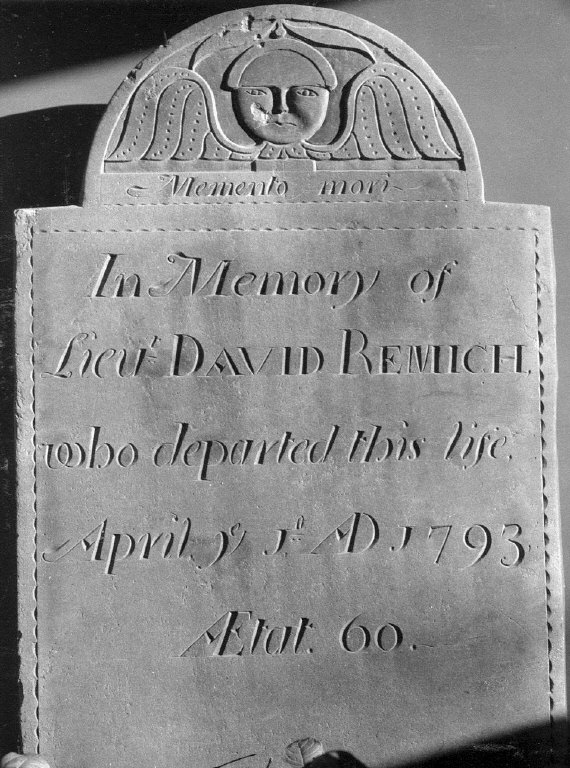 Memento mori
In Memory of
Lieut. DAVID REMICH,
who departed this life,
April ye 1st AD 1793
Ætat. 60.